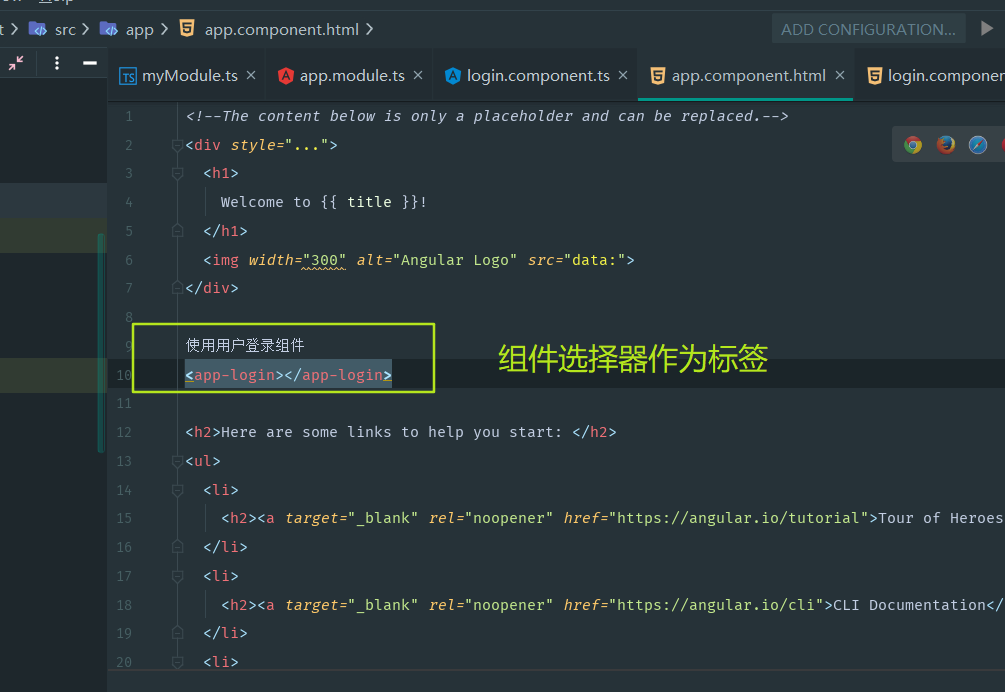 Help
src app app.component.html
ADD CONFIGURATION...
myModule.ts app.module.ts login.component.ts app.component.html login.componen
1 <!--The content below is only a placeholder and can be replaced.-->
2 <div style="...">
3 <h1>
4 Welcome to {{ title }}!
5 </h1>
6 <img width="300" alt="Angular Logo" src="data:">
7 </div>
8
9 使用用户登录组件
组件选择器作为标签
10 <app-login></app-login>
11
12 <h2>Here are some links to help you start: </h2>
13 <ul>
14 <li>
15 <h2><a target="_blank" rel="noopener" href="https://angular.io/tutorial">Tour of Heroes
16 </li>
17 <li>
18 <h2><a target="_blank" rel="noopener" href="https://angular.io/cli">CLI Documentation</
19 </li>
20 <li>